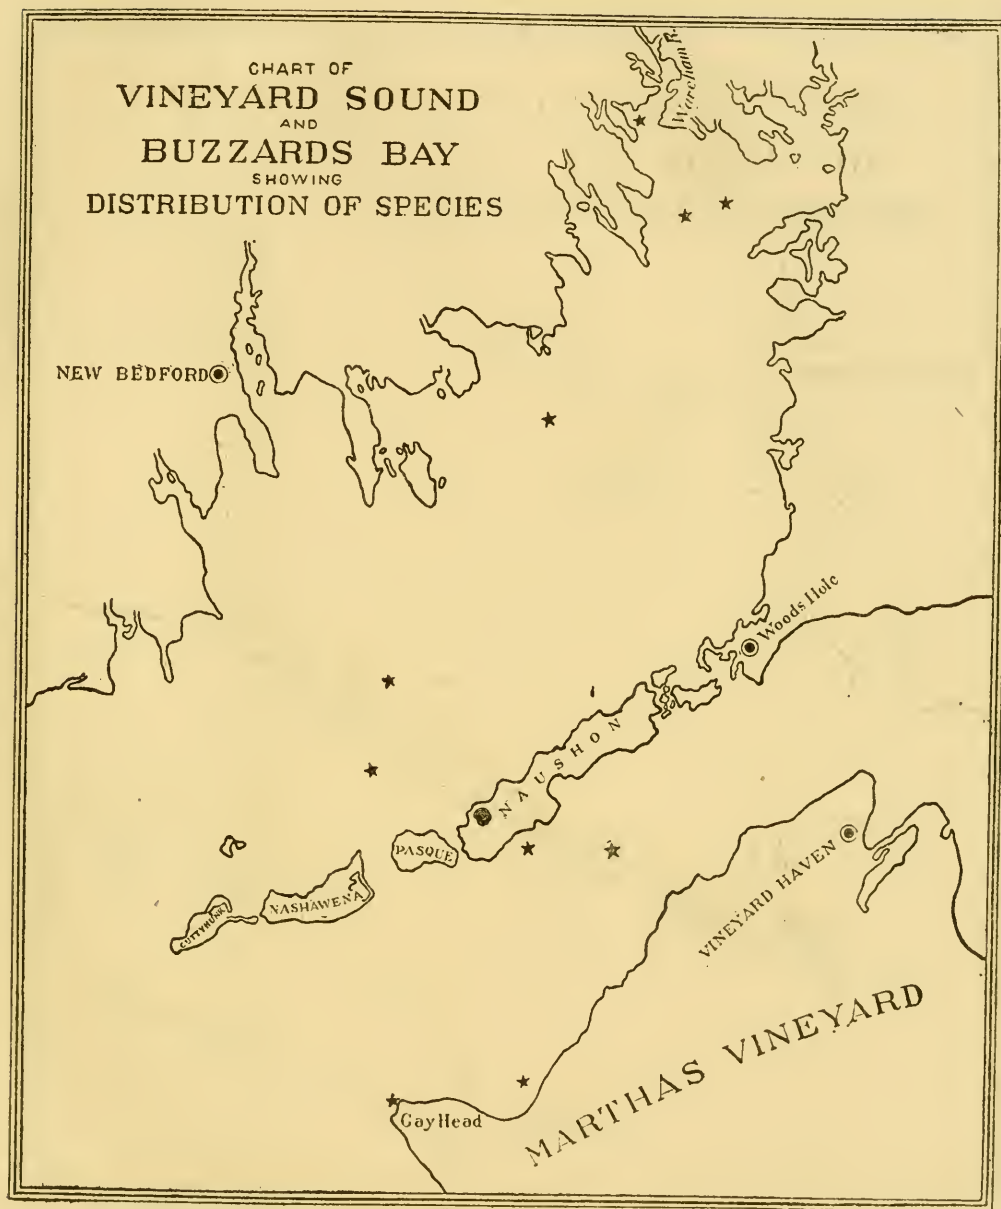 CHART OF
VINEYARD SOUND
AND
BUZZARDS BAY
SHOWING
DISTRIBUTION OF SPECIES
Wareham R.
NEW BEDFORD
Woods Hole
NAUSHON
PASQUE
NASHAWENA
CUTTYHUNK
VINEYARD HAVEN
MARTHAS VINEYARD
Gay Head